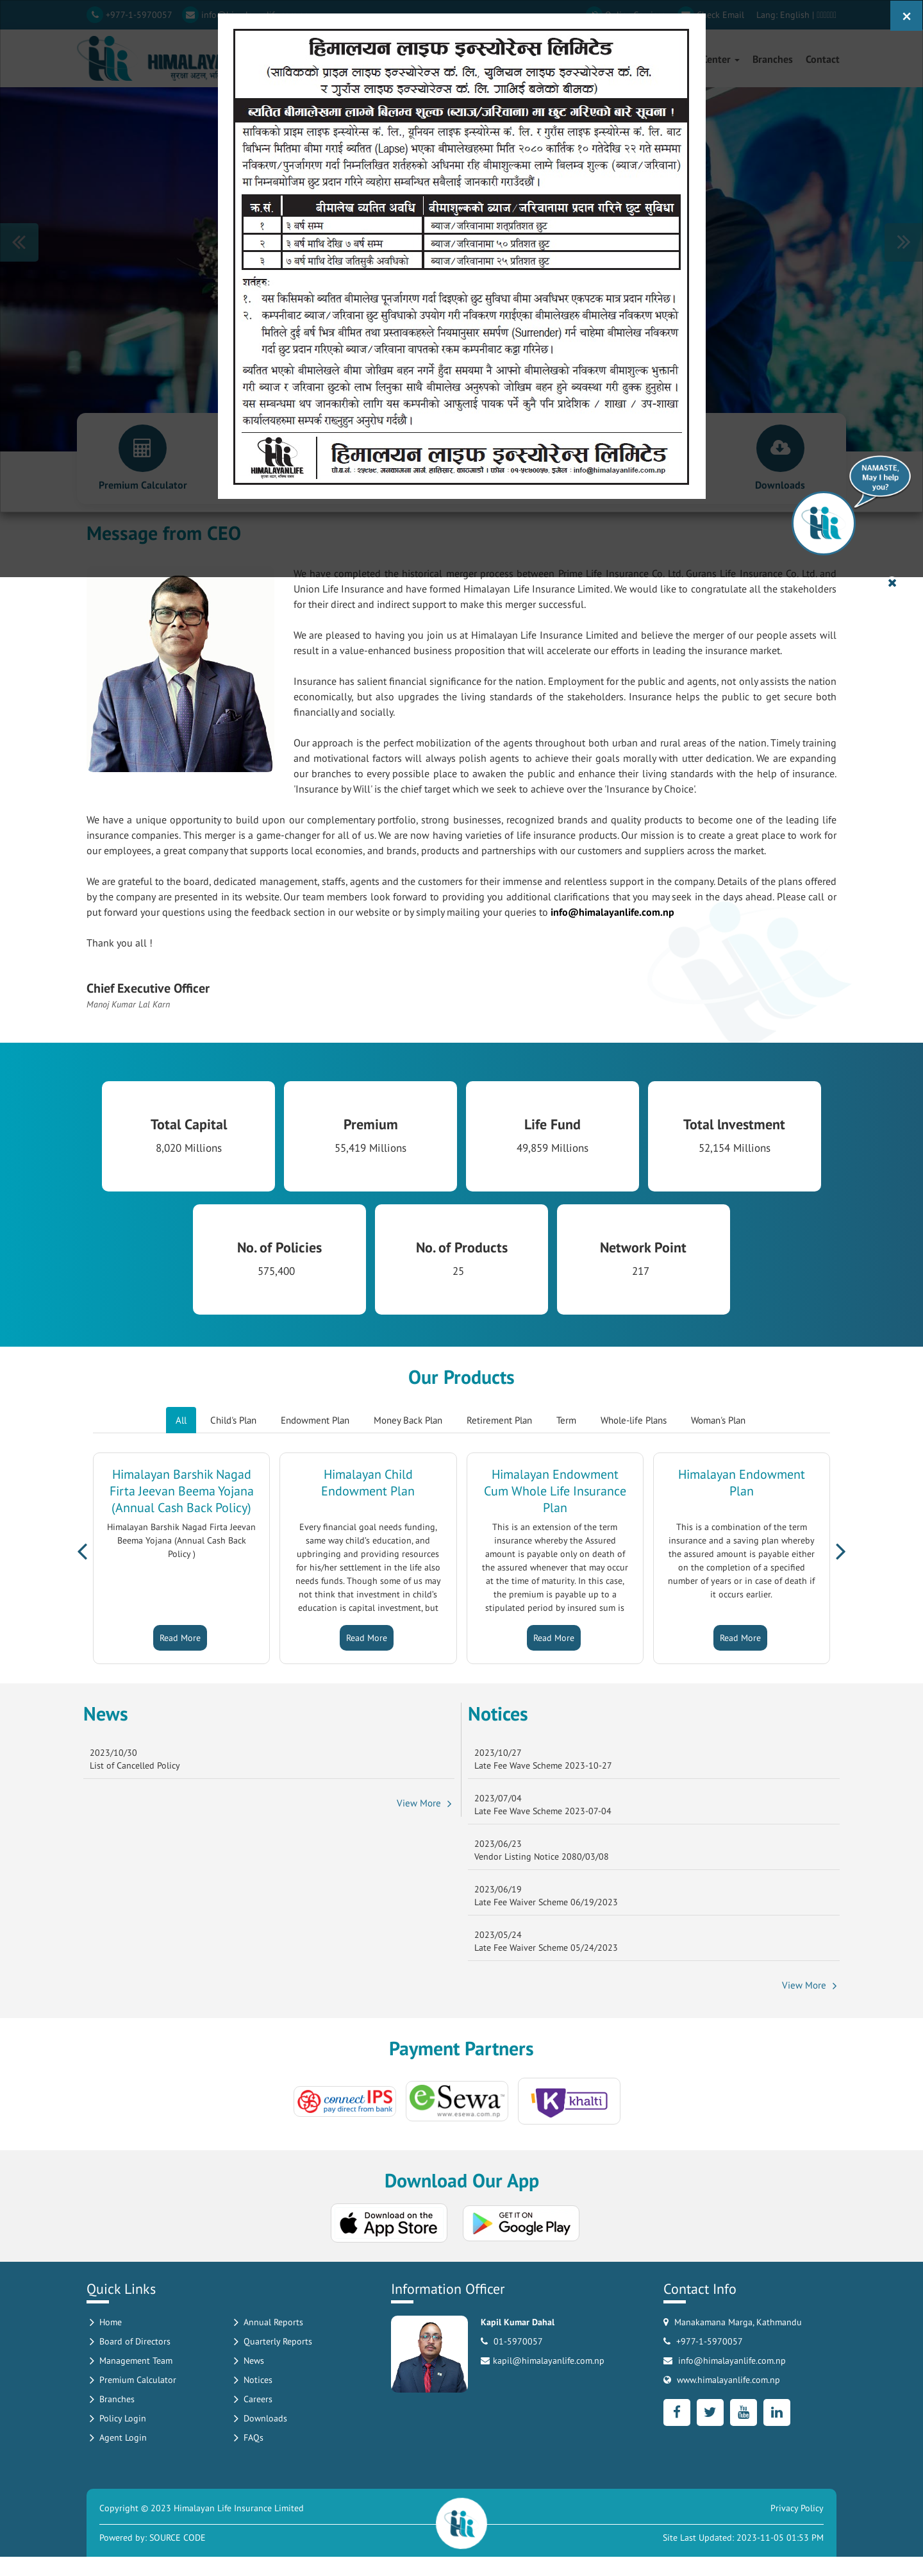 +977-1-5970057
Check Email Lang: English |
Branches
Contact
हिमालयन लाइफ इन्स्योरेन्स लिमिटेड
(साविकको प्राइम लाइफ इन्स्योरेन्स कं. लि., युनियन लाइफ इन्स्योरेन्स कं. लि.
र गुराँस लाइफ इन्स्योरेन्स कं. लि. गाभिई बनेको बीमक)
ब्यतित बीमालेखमा लाग्ने बिलम्व शुल्क (ब्याज/जरिवाना) मा छुट गरिएको बारे सूचना !
साविकको प्राइम लाइफ इन्स्योरेन्स कं. लि., यूनियन लाइफ इन्स्योरेन्स कं. लि. र गुराँस लाइफ इन्स्योरेन्स कं. लि. बाट
बिभिन्न मितिमा बीमा गराई ब्यतित (Lapse) भएका बीमालेखहरुमा मिति २०८० कार्तिक १० गतेदेखि २२ गते सम्ममा
नविकरण/पुनर्जागरण गर्दा निम्नलिखित शर्तहरुको अधिनमा रहि बीमाशुल्कमा लाग्ने बिलम्व शुल्क (ब्याज/जरिवाना)
मा निम्नबमोजिम छुट प्रदान गरिने व्यहोरा सम्बन्धित सबैलाई जानकारी गराउँदछौं ।
क्र.सं. बीमालेख ब्यतित अवधि बीमाशुल्कको ब्याज/जरिवानामा प्रदान गरिने छुट सुविधा
१ ३ बर्ष सम्म ब्याज/जरिवानामा शतप्रतिशत छुट
२ ३ बर्ष माथि देखि ७ बर्ष सम्म ब्याज/जरिवानामा ५० प्रतिशत छुट
३ ७ बर्ष माथि देखि जतिसुकै अवधिको ब्याज/जरिवानामा २५ प्रतिशत छुट
शर्तहरु:
१. यस किसिमको ब्यतित बीमालेख पूनर्जागरण गर्दा दिइएको छुट सुविधा बीमा अवधिभर एकपटक मात्र प्रदान गरिनेछ ।
२. कम्पनीबाट ब्याज/जरिवाना छुट सुविधाको उपयोग गरी नविकरण गराईएका बीमालेखहरु बीमालेख नविकरण भएको
मितिले दुई बर्ष भित्र बीमित तथा प्रस्तावकहरुले नियमानुसार समर्पण (Surrender) गर्न चाहेमा बीमालेख नविकरण
गर्दा छुट प्रदान गरिएको ब्याज/जरिवाना वापतको रकम कम्पनीबाट कट्टा गरिनेछ ।
ब्यतित भएको बीमालेखले बीमा जोखिम बहन नगर्ने हुँदा समयमा नै आफ्नो बीमालेखको नविकरण बीमाशुल्क भुक्तानी
गरी ब्याज र जरिवाना छुटको लाभ लिनुका साथै बीमालेख अनुरुपको जोखिम बहन हुने ब्यवस्था गरी ढुक्क हुनुहोस ।
यस सम्बन्धमा थप जानकारीको लागि यस कम्पनीको आफुलाई पायक पर्ने कुनै पनि प्रादेशिक / शाखा / उप-शाखा
कार्यालयहरुमा सम्पर्क राख्नुहुन अनुरोध गर्दछौं ।
HIMALAYANLIFE
हिमालयन लाइफ इन्स्योरेन्स लिमिटेड
Premium Calculator
Downloads
NAMASTE,
May I help
you?
Message from CEO
We have completed the historical merger process between Prime Life Insurance Co. Ltd. Gurans Life Insurance Co. Ltd. and
Union Life Insurance and have formed Himalayan Life Insurance Limited. We would like to congratulate all the stakeholders
for their direct and indirect support to make this merger successful.
We are pleased to having you join us at Himalayan Life Insurance Limited and believe the merger of our people assets will
result in a value-enhanced business proposition that will accelerate our efforts in leading the insurance market.
Insurance has salient financial significance for the nation. Employment for the public and agents, not only assists the nation
economically, but also upgrades the living standards of the stakeholders. Insurance helps the public to get secure both
financially and socially.
Our approach is the perfect mobilization of the agents throughout both urban and rural areas of the nation. Timely training
and motivational factors will always polish agents to achieve their goals morally with utter dedication. We are expanding
our branches to every possible place to awaken the public and enhance their living standards with the help of insurance.
'Insurance by Will' is the chief target which we seek to achieve over the 'Insurance by Choice'.
We have a unique opportunity to build upon our complementary portfolio, strong businesses, recognized brands and quality products to become one of the leading life
insurance companies. This merger is a game-changer for all of us. We are now having varieties of life insurance products. Our mission is to create a great place to work for
our employees, a great company that supports local economies, and brands, products and partnerships with our customers and suppliers across the market.
We are grateful to the board, dedicated management, staffs, agents and the customers for their immense and relentless support in the company. Details of the plans offered
by the company are presented in its website. Our team members look forward to providing you additional clarifications that you may seek in the days ahead. Please call or
put forward your questions using the feedback section in our website or by simply mailing your queries to info@himalayanlife.com.np
Thank you all !
Chief Executive Officer
Manoj Kumar Lal Karn
Total Capital
8,020 Millions
Premium
55,419 Millions
Life Fund
49,859 Millions
Total Investment
52,154 Millions
No. of Policies
575,400
No. of Products
25
Network Point
217
Our Products
All Child's Plan Endowment Plan Money Back Plan Retirement Plan Term Whole-life Plans Woman's Plan
Himalayan Barshik Nagad
Firta Jeevan Beema Yojana
(Annual Cash Back Policy)
Himalayan Barshik Nagad Firta Jeevan
Beema Yojana (Annual Cash Back
Policy )
Read More
Himalayan Child
Endowment Plan
Every financial goal needs funding,
same way child's education, and
upbringing and providing resources
for his/her settlement in the life also
needs funds. Though some of us may
not think that investment in child's
education is capital investment, but
Read More
Himalayan Endowment
Cum Whole Life Insurance
Plan
This is an extension of the term
insurance whereby the Assured
amount is payable only on death of
the assured whenever that may occur
at the time of maturity. In this case,
the premium is payable up to a
stipulated period by insured sum is
Read More
Himalayan Endowment
Plan
This is a combination of the term
insurance and a saving plan whereby
the assured amount is payable either
on the completion of a specified
number of years or in case of death if
it occurs earlier.
Read More
News
2023/10/30
List of Cancelled Policy
View More
Notices
2023/10/27
Late Fee Wave Scheme 2023-10-27
2023/07/04
Late Fee Wave Scheme 2023-07-04
2023/06/23
Vendor Listing Notice 2080/03/08
2023/06/19
Late Fee Waiver Scheme 06/19/2023
2023/05/24
Late Fee Waiver Scheme 05/24/2023
View More
Payment Partners
connect IPS
pay direct from bank
eSewa
www.esewa.com.np
khalti
Download Our App
Download on the
App Store
GET IT ON
Google Play
Quick Links
Home
Board of Directors
Management Team
Premium Calculator
Branches
Policy Login
Agent Login
Annual Reports
Quarterly Reports
News
Notices
Careers
Downloads
FAQs
Information Officer
Kapil Kumar Dahal
01-5970057
kapil@himalayanlife.com.np
Contact Info
Manakamana Marga, Kathmandu
+977-1-5970057
info@himalayanlife.com.np
www.himalayanlife.com.np
Copyright © 2023 Himalayan Life Insurance Limited
Privacy Policy
Powered by: SOURCE CODE
Site Last Updated: 2023-11-05 01:53 PM